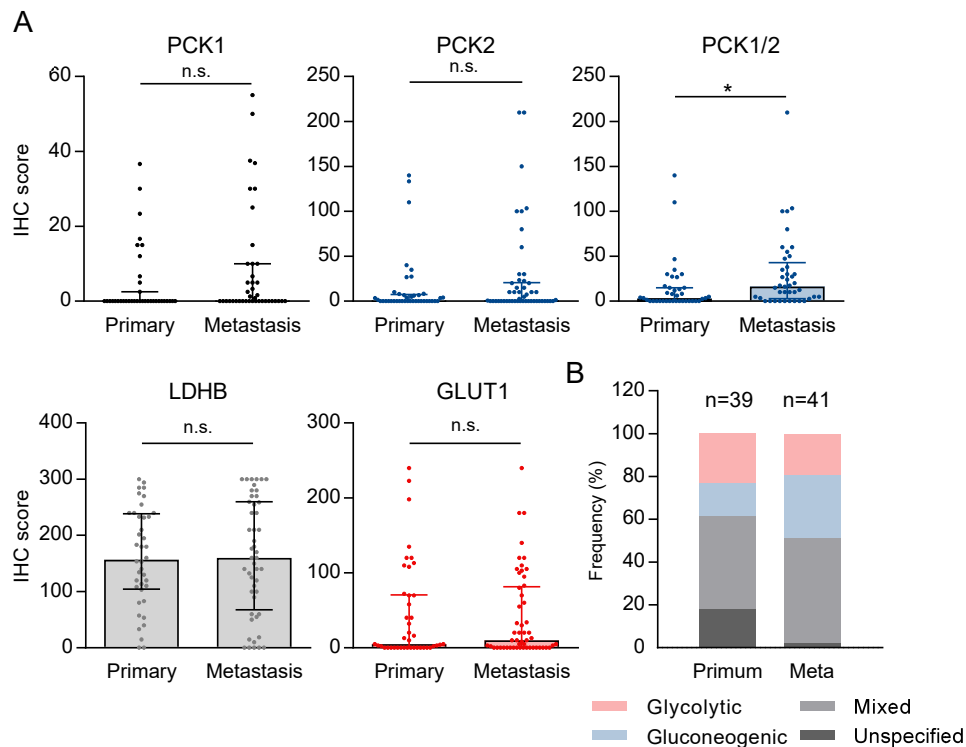 A
PCK1
PCK2
PCK1/2
n.s.
n.s.
*
IHC score
60
40
20
0
250
200
150
100
50
0
250
200
150
100
50
0
Primary
Metastasis
Primary
Metastasis
Primary
Metastasis
LDHB
GLUT1
n.s.
n.s.
IHC score
400
300
200
100
0
300
200
100
0
Primary
Metastasis
Primary
Metastasis
B
n=39
n=41
Frequency (%)
120
100
80
60
40
20
0
Primum
Meta
Glycolytic
Mixed
Gluconeogenic
Unspecified